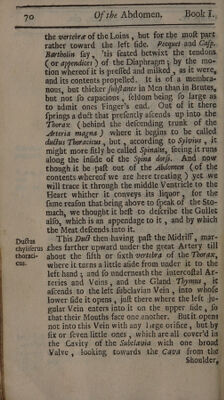 70 Of the Abdomen. Book I.
the vertebræ of the Loins, but for the most part
rather toward the left side. Pecquet and Casp.
Bartholin say, 'tis seated betwixt the tendons
(or appendices) of the Diaphragm; by the mo-
tion whereof it is pressed and milked, as it were,
and its contents propelled. It is of a membra-
nous, but thicker substance in Men than in Brutes,
but not so capacious, seldom being so large as
to admit ones finger's end. Out of it there
springs a duct that presently ascends up into the
Thorax (behind the descending trunk of the
Arteria magna) where it begins to be called
ductus Thoracicus, but, according to Sylvius, it
might more fitly be called Spinalis, seeing it runs
along the inside of the Spina dorsi. And now
though it be past out of the Abdomen (of the
contents whereof we are here treating) yet we
will trace it through the middle Ventricle to the
Heart whither it conveys its liquor, for the
same reason that being above to speak of the Sto-
mach, we thought it best to describe the Gullet
also, which is an appendage to it, and by which
the Meat descends into it.
Ductus
chyliferus
thoraci-
cus.
This Duct then having past the Midriff, mar-
ches farther upward under the great Artery till
about the fifth or sixth vertebra of the Thorax,
where it turns a little aside from under it to the
left hand; and so underneath the intercostal Ar-
teries and Veins, and the Gland Thymus, it
ascends to the left subclavian Vein, into whose
lower side it opens, just there where the left ju-
gular Vein enters into it on the upper side, so
that their Mouths face one another. But it opens
not into this Vein with any large orifice, but by
six or seven little ones, which are all cover'd in
the Cavity of the Subclavia with one broad
Valve, looking towards the Cava from the
Shoulder,